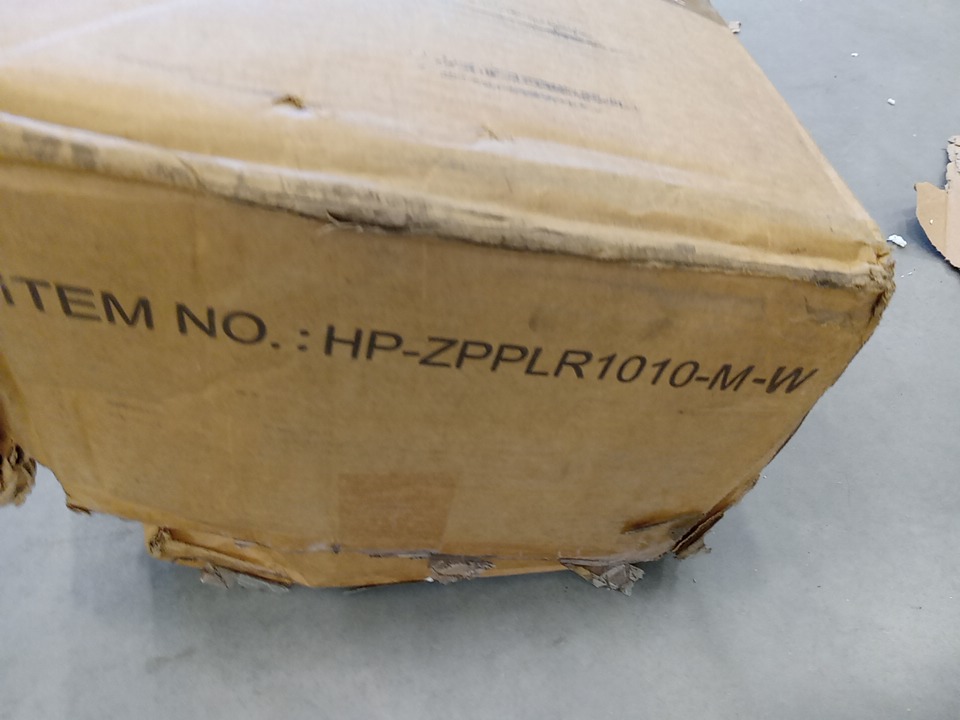 ITEM NO. : HP-ZPPLR1010-M-W